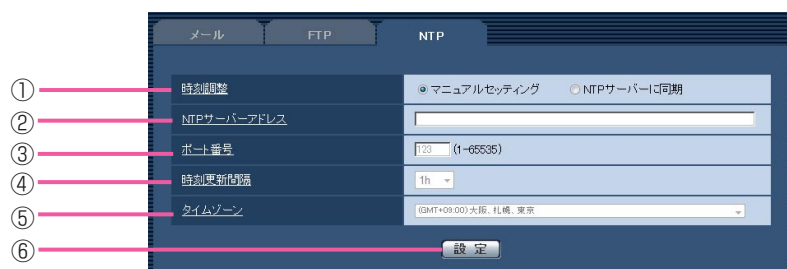 メール FTP NTP
① 時刻調整 マニュアルセッティング NTPサーバーに同期
② NTPサーバーアドレス
③ ポート番号 123 (1-65535)
④ 時刻更新間隔 1h
⑤ タイムゾーン (GMT+09:00) 大阪、札幌、東京
⑥ 設定